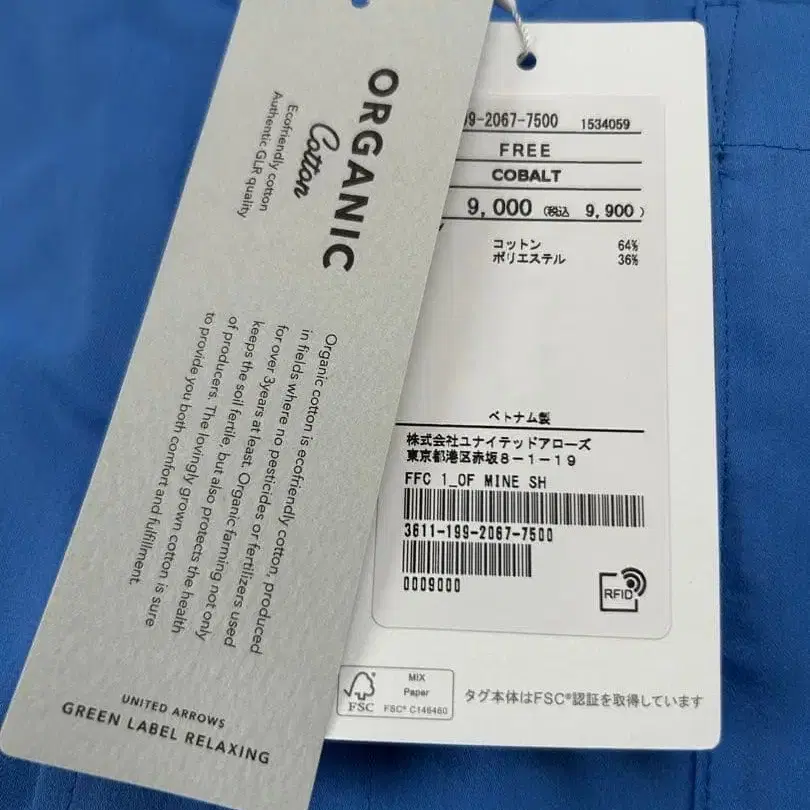 ORGANIC
Cotton
Ecofriendly cotton
Authentic GLR quality
Organic cotton is ecofriendly cotton, produced
in fields where no pesticides or fertilizers used
for over 3years at least. Organic farming not only
keeps the soil fertile, but also protects the health
of producers. The lovingly grown cotton is sure
to provide you both comfort and fulfillment.
UNITED ARROWS
GREEN LABEL RELAXING
9-2067-7500 1534059
FREE
COBALT
9,000 (税込 9,900)
コットン 64%
ポリエステル 36%
ベトナム製
株式会社ユナイテッドアローズ
東京都港区赤坂8-1-19
FFC 1_OF MINE SH
3611-199-2067-7500
0009000
RFID
FSC
MIX
Paper
FSC® C146460
タグ本体はFSC®認証を取得しています